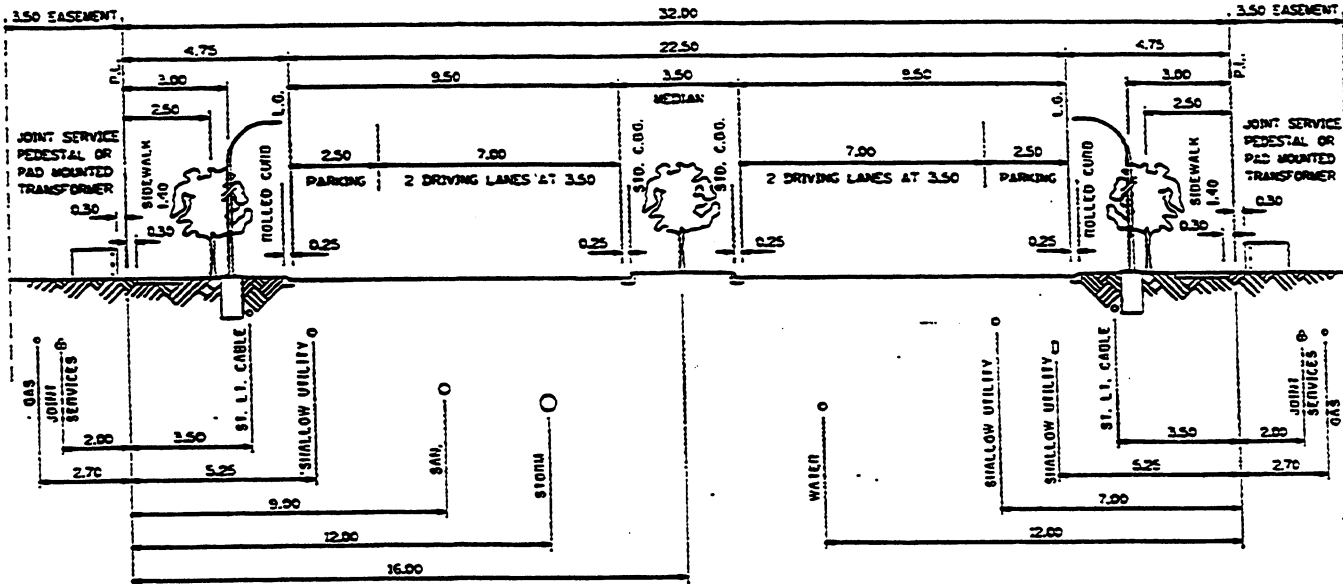 3.50 EASEMENT
32.00
3.50 EASEMENT
4.75
22.50
4.75
P.L.
3.00
9.50
3.50
9.50
3.00
P.L.
MEDIAN
2.50
L.G.
L.G.
2.50
JOINT SERVICE
PEDESTAL OR
PAD MOUNTED
TRANSFORMER
SIDEWALK
1.40
ROLLED CURB
2.50
PARKING
7.00
2 DRIVING LANES AT 3.50
STD. C.&G.
STD. C.&G.
7.00
2 DRIVING LANES AT 3.50
2.50
PARKING
ROLLED CURB
SIDEWALK
1.40
JOINT SERVICE
PEDESTAL OR
PAD MOUNTED
TRANSFORMER
0.30
0.30
0.25
0.25
0.25
0.25
0.30
0.30
GAS
JOINT
SERVICES
ST. LT. CABLE
SHALLOW UTILITY
SAN.
STORM
WATER
SHALLOW UTILITY
SHALLOW UTILITY
ST. LT. CABLE
JOINT
SERVICES
GAS
2.00
3.50
3.50
2.00
2.70
5.25
5.25
2.70
9.00
7.00
12.00
12.00
16.00